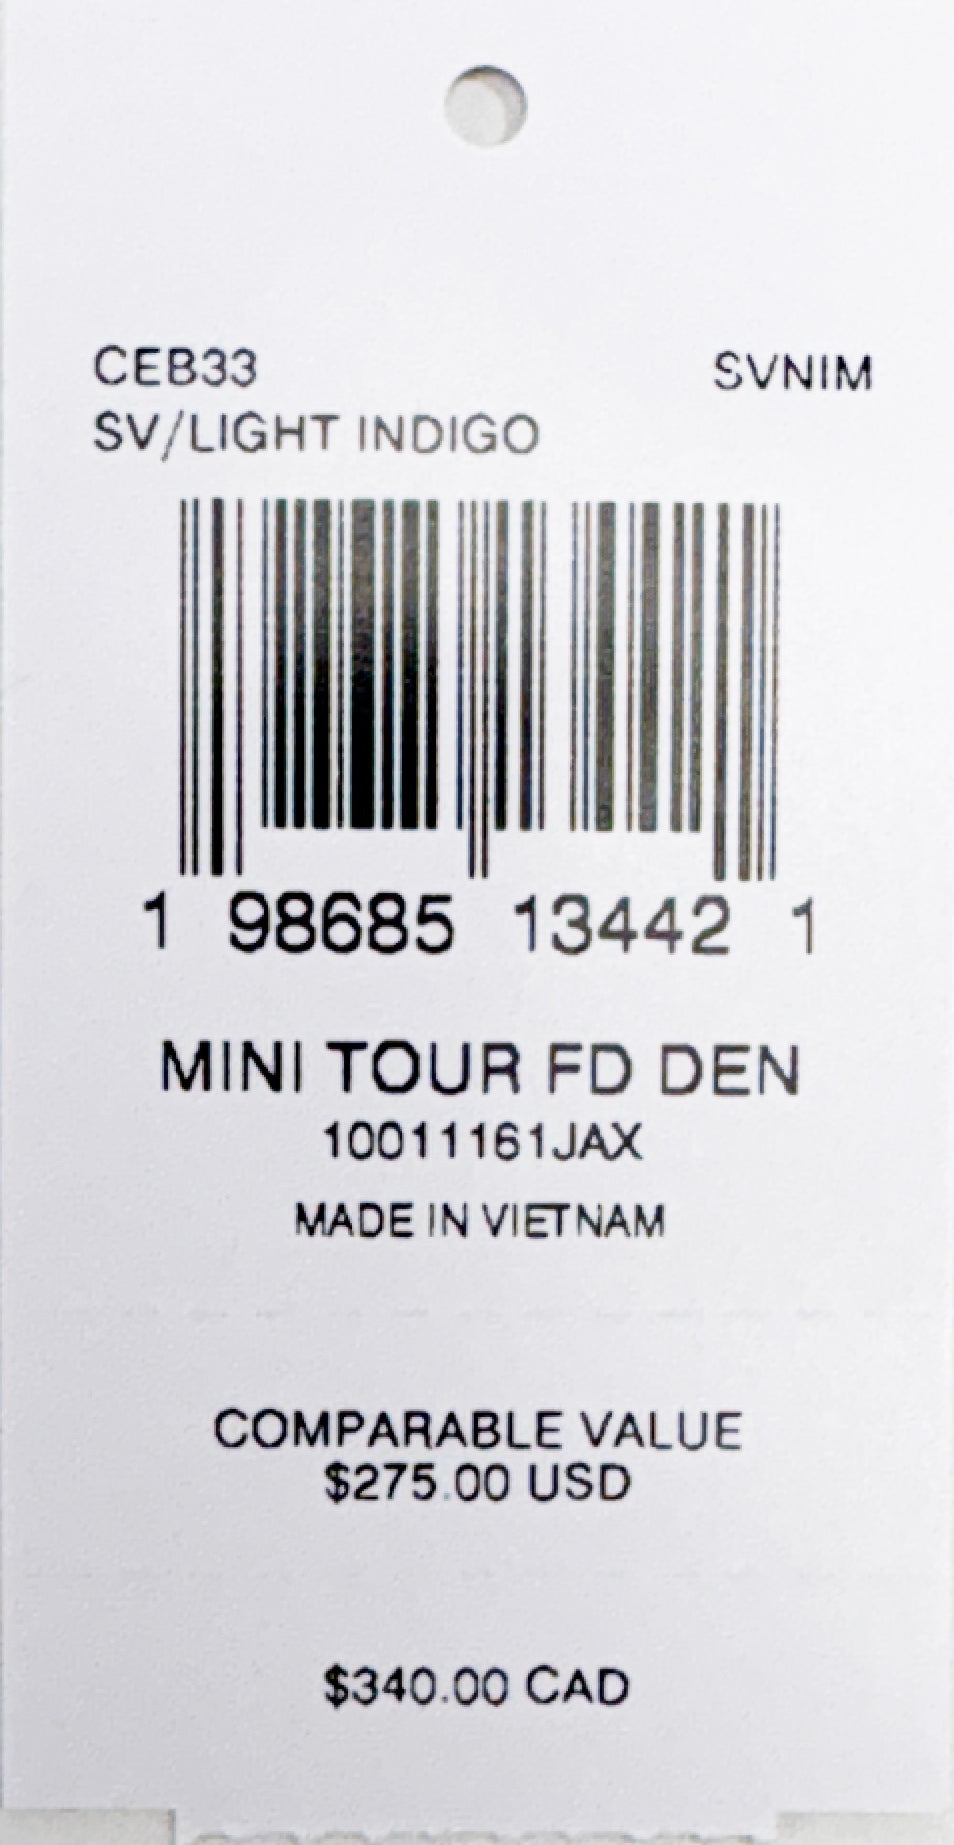 CEB33 SVNIM
SV/LIGHT INDIGO
1 98685 13442 1
MINI TOUR FD DEN
10011161JAX
MADE IN VIETNAM
COMPARABLE VALUE
$275.00 USD
$340.00 CAD